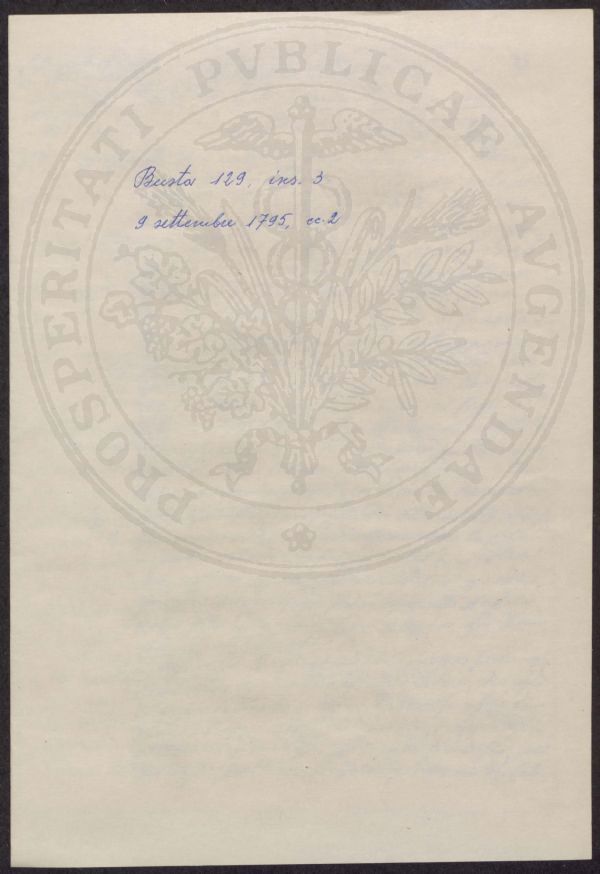 PROSPERITATI PVBLICAE AVGENDAE
Busta 129, ins. 3
9 settembre 1795, cc. 2